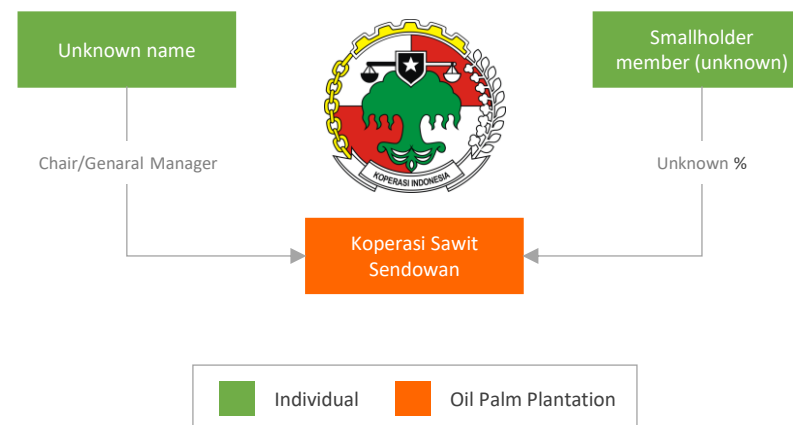 Unknown name
Smallholder
member (unknown)
KOPERASI INDONESIA
Chair/Genaral Manager
Unknown %
Koperasi Sawit
Sendowan
Individual
Oil Palm Plantation